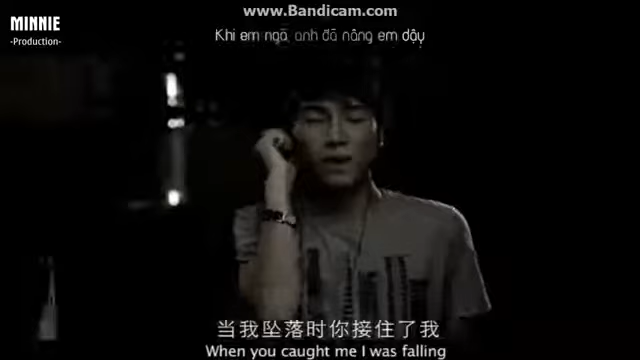 www.Bandicam.com
MINNIE
-Production-
Khi em ngã, anh đã nâng em dậy
当我坠落时你接住了我
When you caught me I was falling